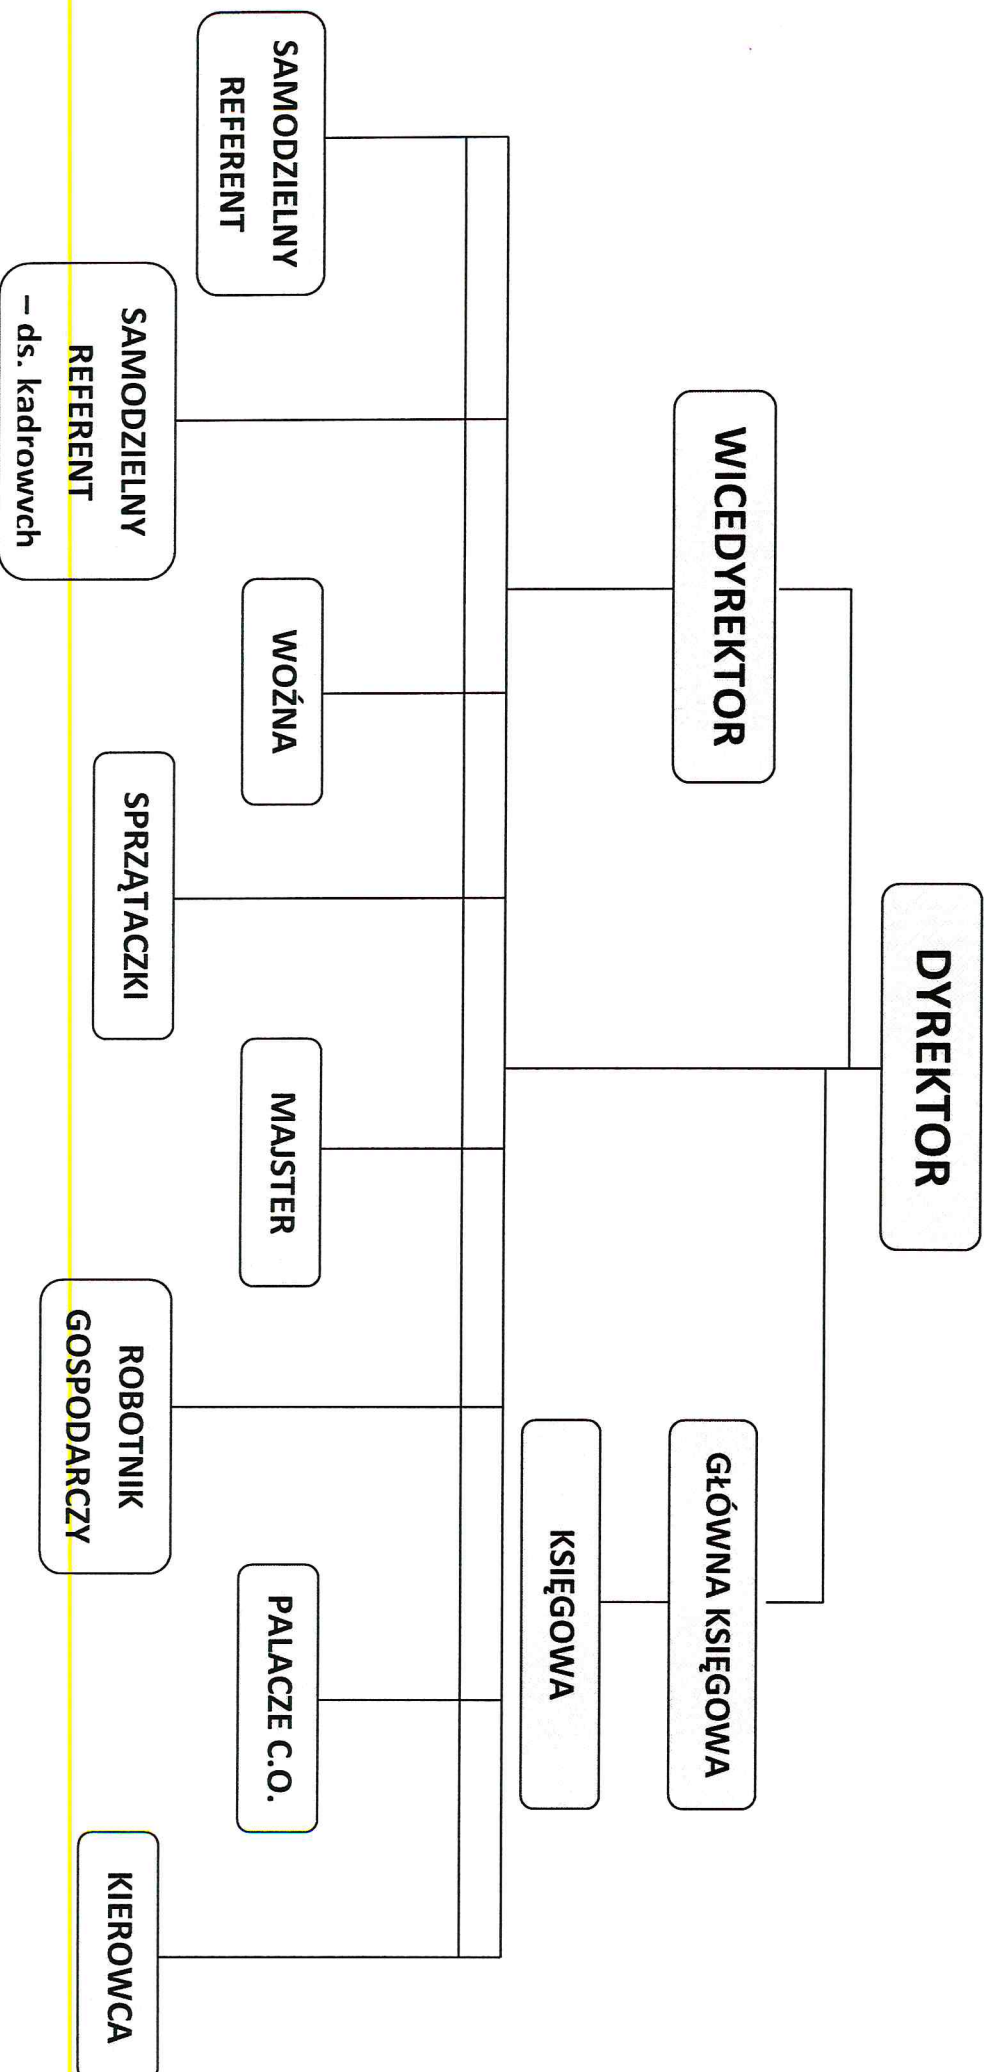 DYREKTOR
WICEDYREKTOR
GŁÓWNA KSIĘGOWA
KSIĘGOWA
SAMODZIELNY
REFERENT
SAMODZIELNY
REFERENT
– ds. kadrowych
WOŹNA
SPRZĄTACZKI
MAJSTER
ROBOTNIK
GOSPODARCZY
PALACZE C.O.
KIEROWCA